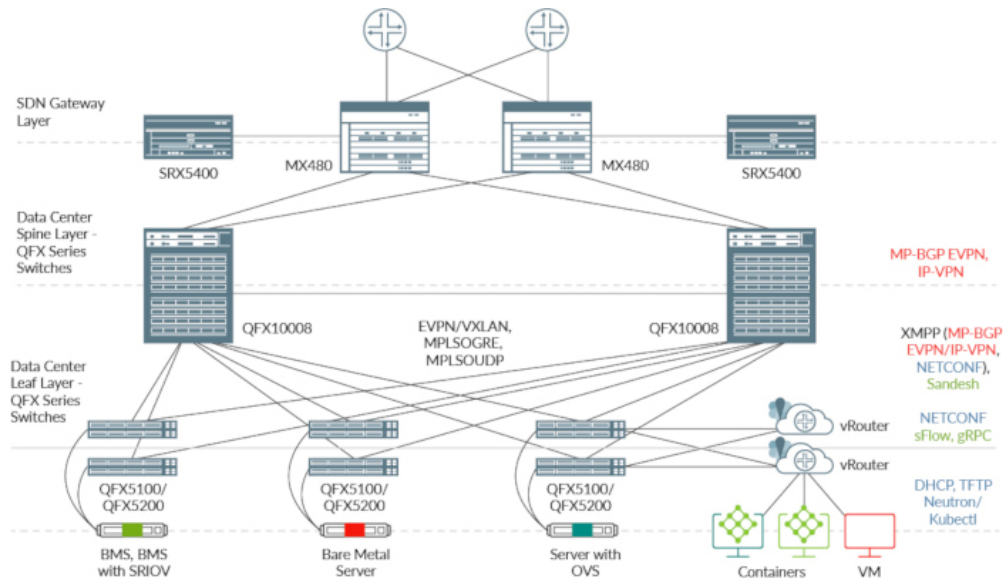 SDN Gateway
Layer
SRX5400
MX480
MX480
SRX5400
Data Center
Spine Layer -
QFX Series
Switches
MP-BGP EVPN,
IP-VPN
QFX10008
EVPN/VXLAN,
MPLSOGRE,
MPLSOUDP
QFX10008
XMPP (MP-BGP
EVPN/IP-VPN,
NETCONF),
Sandesh
Data Center
Leaf Layer -
QFX Series
Switches
vRouter
NETCONF
sFlow, gRPC
vRouter
QFX5100/
QFX5200
QFX5100/
QFX5200
QFX5100/
QFX5200
DHCP, TFTP
Neutron/
Kubectl
BMS, BMS
with SRIOV
Bare Metal
Server
Server with
OVS
Containers
VM